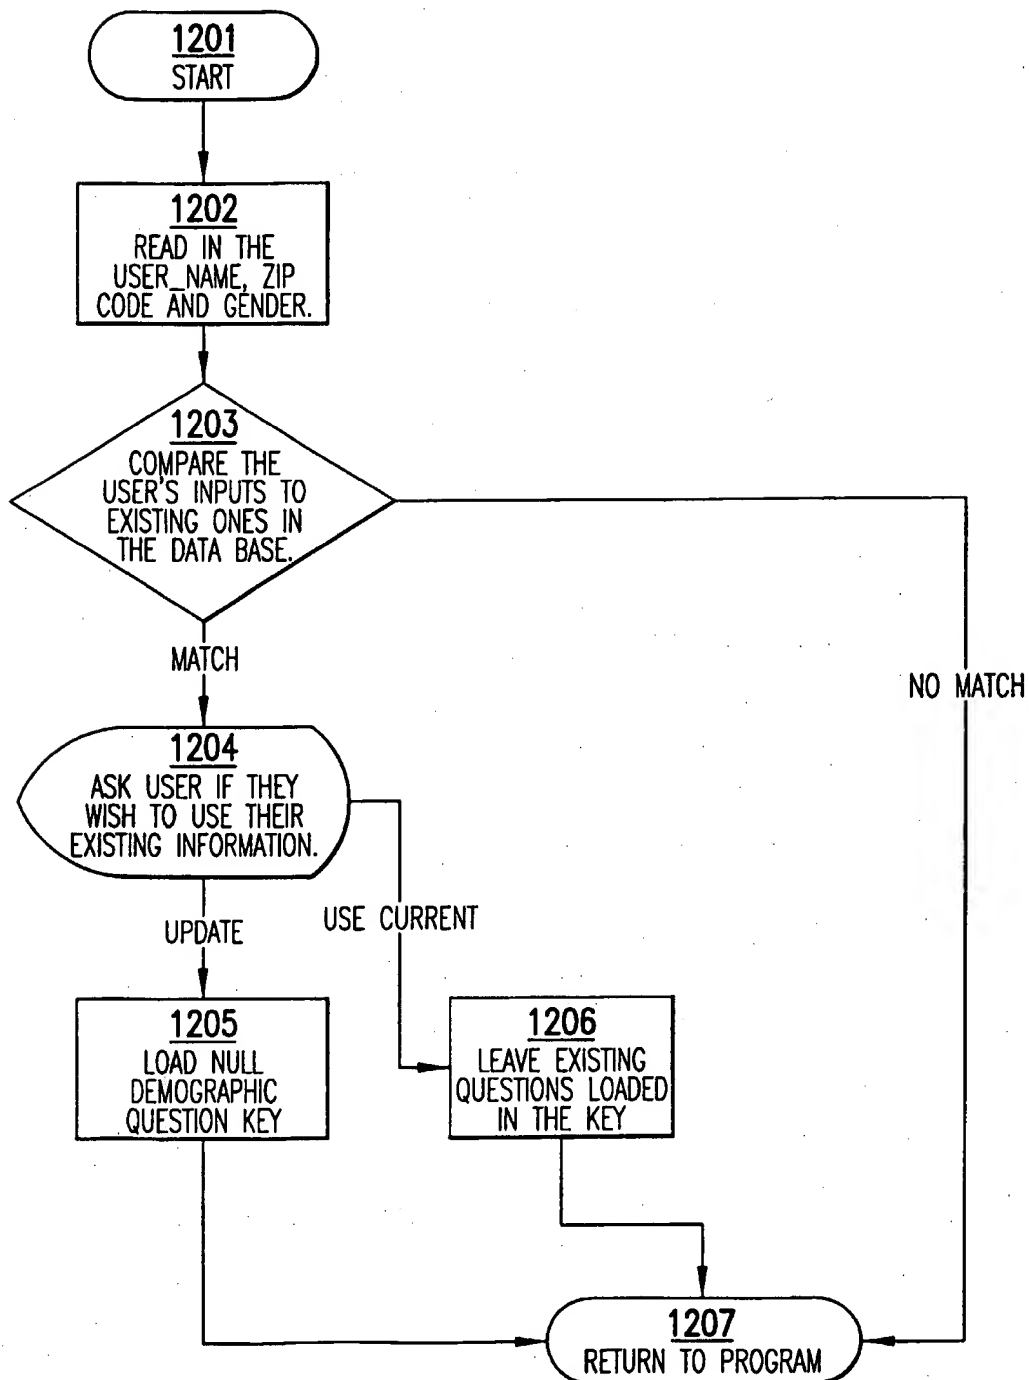 1201
START
1202
READ IN THE
USER_NAME, ZIP
CODE AND GENDER.
1203
COMPARE THE
USER'S INPUTS TO
EXISTING ONES IN
THE DATA BASE.
MATCH
NO MATCH
1204
ASK USER IF THEY
WISH TO USE THEIR
EXISTING INFORMATION.
UPDATE
USE CURRENT
1205
LOAD NULL
DEMOGRAPHIC
QUESTION KEY
1206
LEAVE EXISTING
QUESTIONS LOADED
IN THE KEY
1207
RETURN TO PROGRAM